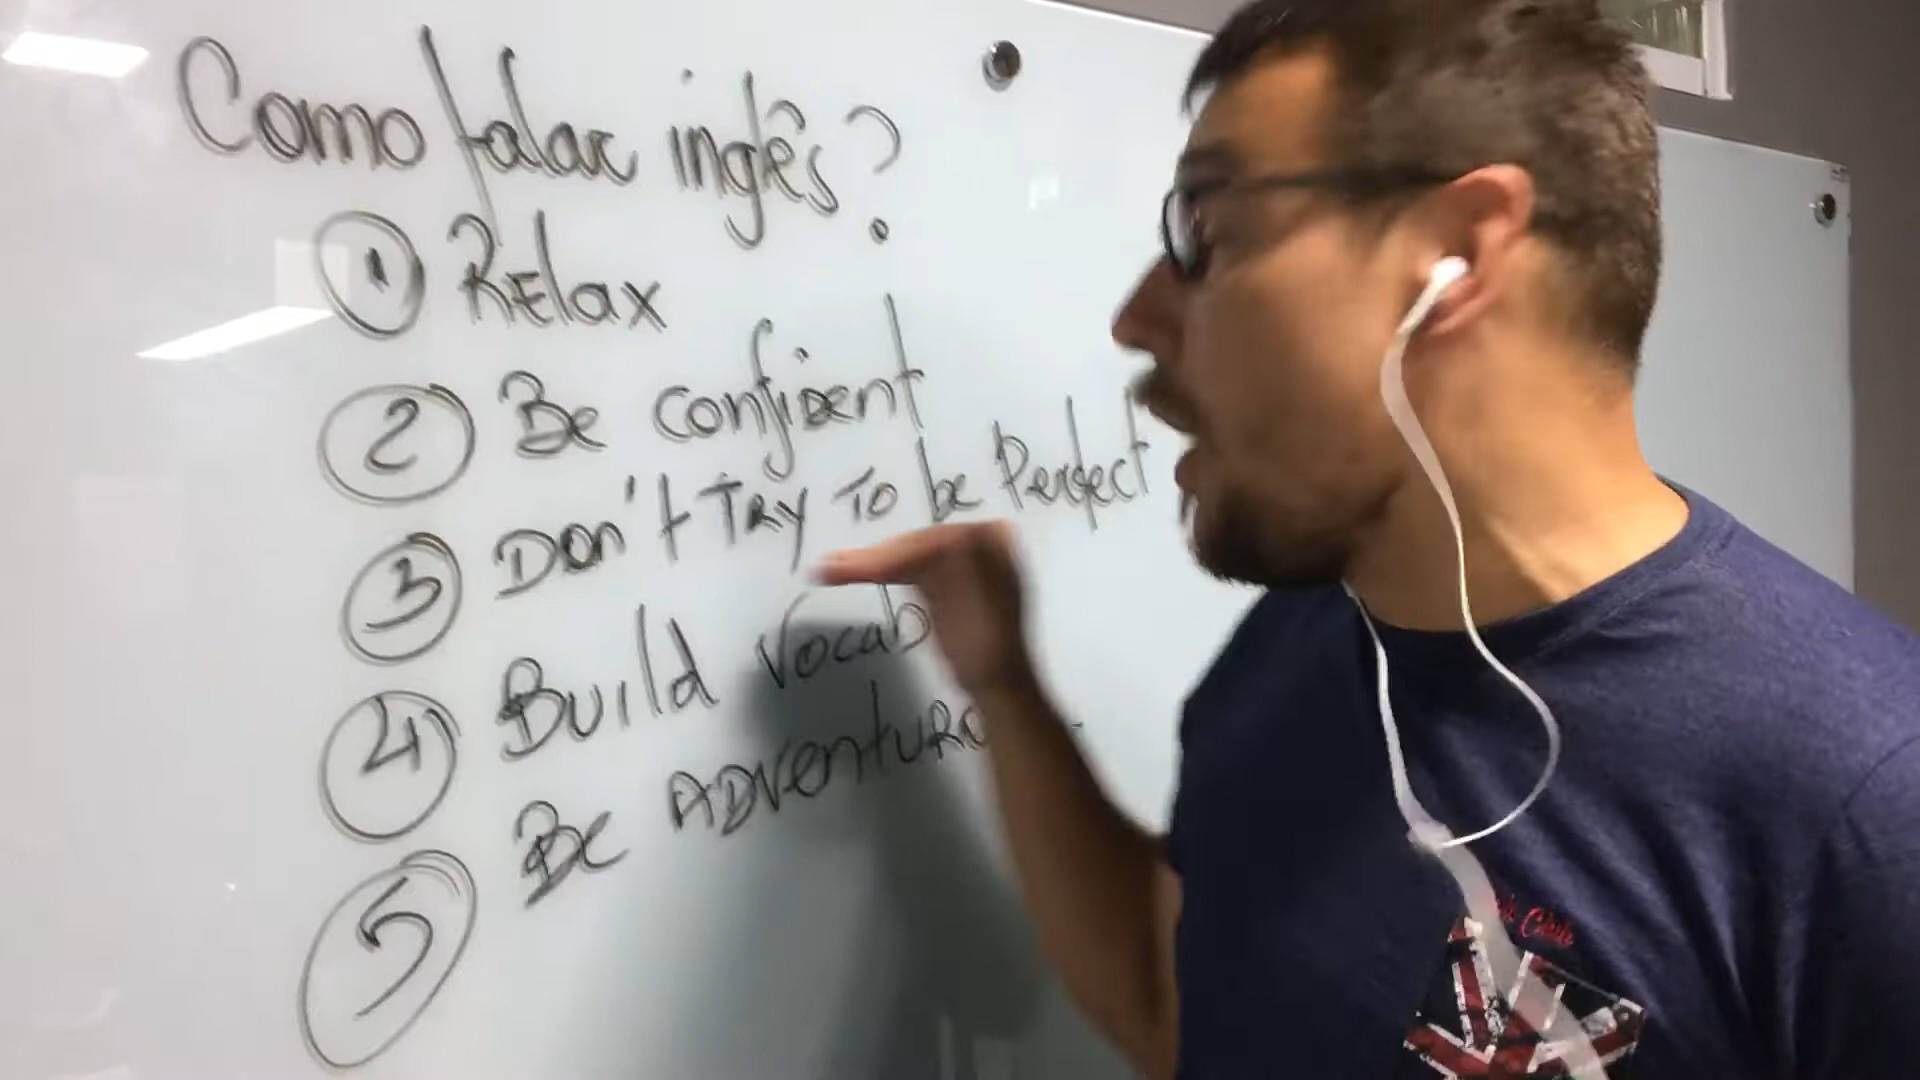 Como falar inglês?
1 Relax
2 Be confident
3 Don't Try To be Perfect
4 Build vocab
5 Be Adventuro